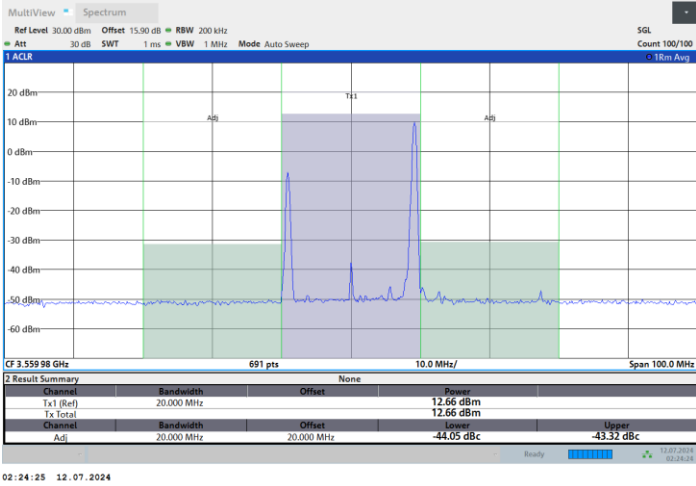 MultiView Spectrum
Ref Level 30.00 dBm Offset 15.90 dB RBW 200 kHz SGL
Att 30 dB SWT 1 ms VBW 1 MHz Mode Auto Sweep Count 100/100
1 ACLR 1Rm Avg
20 dBm
Tx1
Adj Adj
10 dBm
0 dBm
-10 dBm
-20 dBm
-30 dBm
-40 dBm
-50 dBm
-60 dBm
CF 3.55998 GHz 691 pts 10.0 MHz/ Span 100.0 MHz
2 Result Summary None
Channel Bandwidth Offset Power
Tx1 (Ref) 20.000 MHz 12.66 dBm
Tx Total 12.66 dBm
Channel Bandwidth Offset Lower Upper
Adj 20.000 MHz 20.000 MHz -44.05 dBc -43.32 dBc
Ready 12.07.2024
02:24:24
02:24:25 12.07.2024